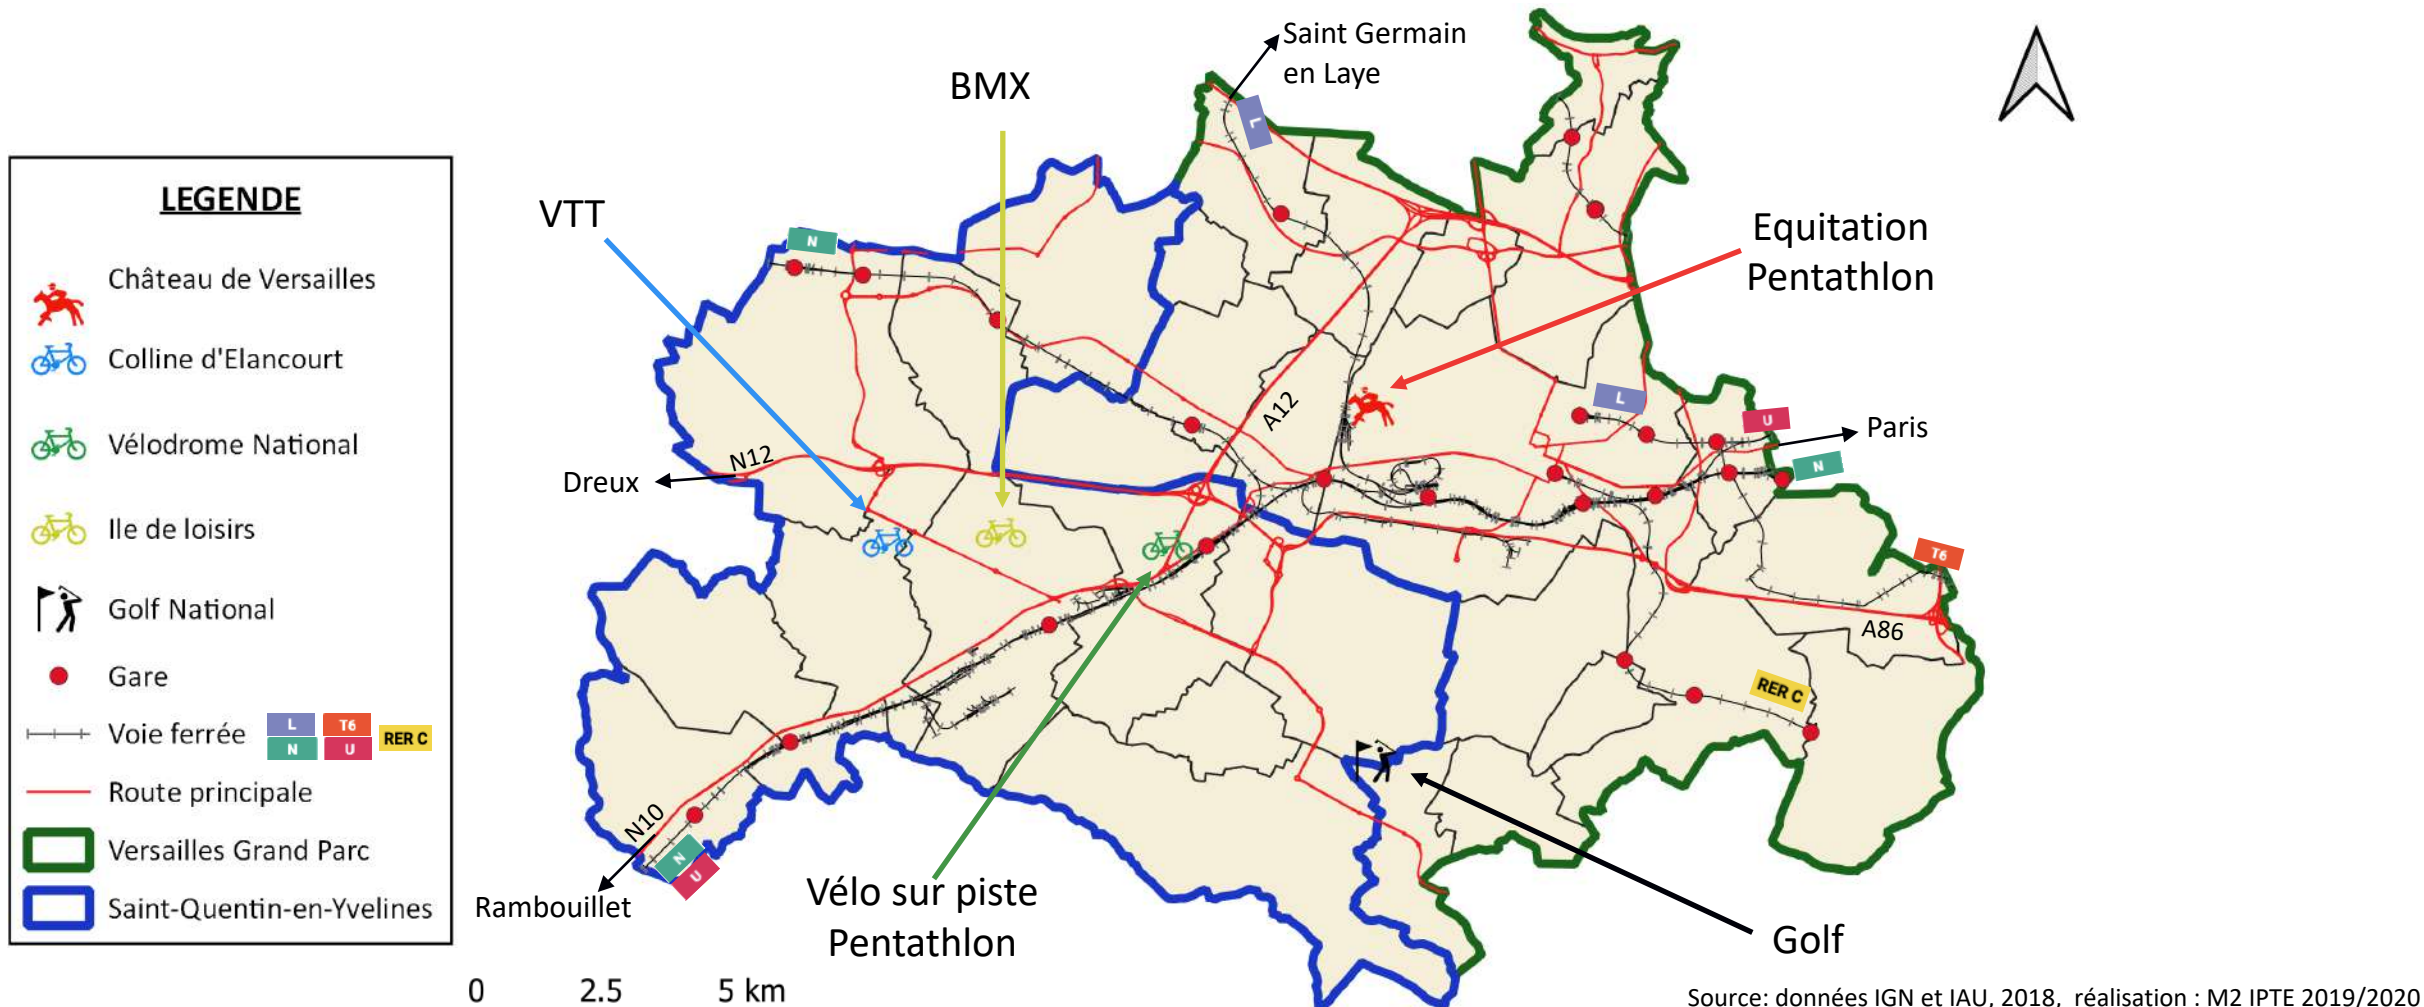 LEGENDE
Château de Versailles
Colline d'Elancourt
Vélodrome National
Ile de loisirs
Golf National
Gare
Voie ferrée
L
T6
N
U
RER C
Route principale
Versailles Grand Parc
Saint-Quentin-en-Yvelines
Saint Germain
en Laye
L
BMX
VTT
N
Equitation
Pentathlon
A12
L
U
Paris
N
N12
Dreux
T6
A86
RER C
N10
N
U
Rambouillet
Vélo sur piste
Pentathlon
Golf
0 2.5 5 km
Source: données IGN et IAU, 2018, réalisation : M2 IPTE 2019/2020